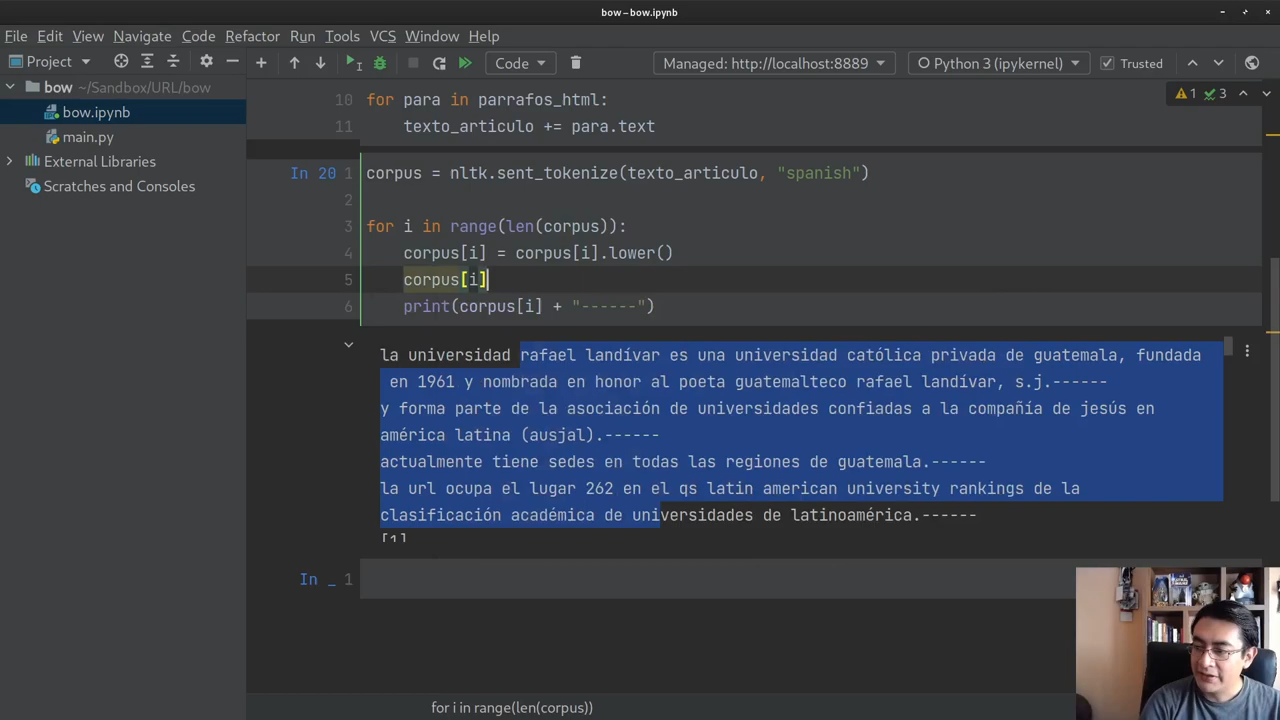 bow – bow.ipynb
File Edit View Navigate Code Refactor Run Tools VCS Window Help
Project Code Managed: http://localhost:8889 Python 3 (ipykernel) Trusted
bow ~/Sandbox/URL/bow
bow.ipynb
main.py
External Libraries
Scratches and Consoles
1 3
10 for para in parrafos_html:
11 texto_articulo += para.text
In 20 1 corpus = nltk.sent_tokenize(texto_articulo, "spanish")
2
3 for i in range(len(corpus)):
4 corpus[i] = corpus[i].lower()
5 corpus[i]
6 print(corpus[i] + "------")
la universidad rafael landívar es una universidad católica privada de guatemala, fundada
en 1961 y nombrada en honor al poeta guatemalteco rafael landívar, s.j.------
y forma parte de la asociación de universidades confiadas a la compañía de jesús en
américa latina (ausjal).------
actualmente tiene sedes en todas las regiones de guatemala.------
la url ocupa el lugar 262 en el qs latin american university rankings de la
clasificación académica de universidades de latinoamérica.------
[1]
In _ 1
for i in range(len(corpus))